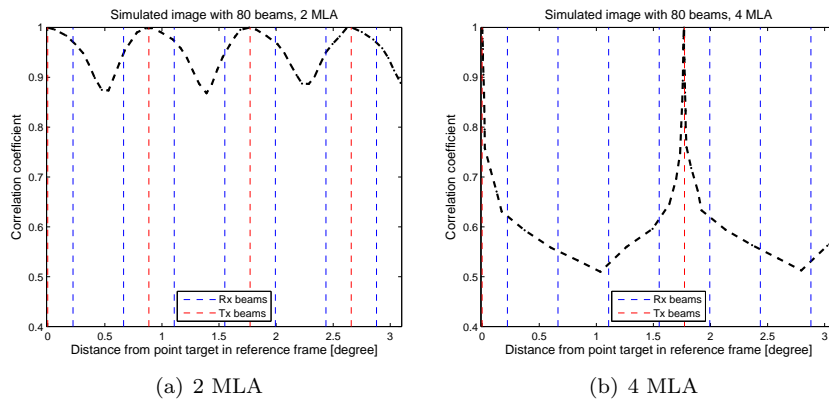 Simulated image with 80 beams, 2 MLA
1
0.9
0.8
0.7
0.6
0.5
0.4
Correlation coefficient
Rx beams
Tx beams
0 0.5 1 1.5 2 2.5 3
Distance from point target in reference frame [degree]
(a) 2 MLA
Simulated image with 80 beams, 4 MLA
1
0.9
0.8
0.7
0.6
0.5
0.4
Correlation coefficient
Rx beams
Tx beams
0 0.5 1 1.5 2 2.5 3
Distance from point target in reference frame [degree]
(b) 4 MLA